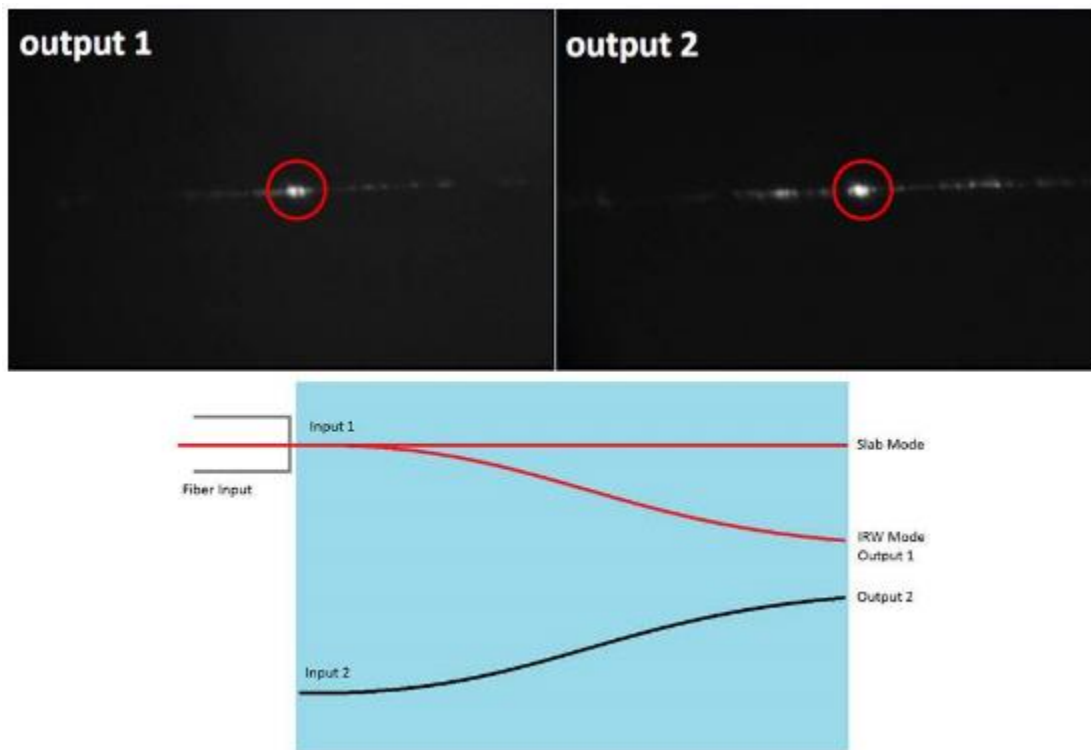 output 1
output 2
Input 1
Slab Mode
Fiber Input
IRW Mode
Output 1
Output 2
Input 2